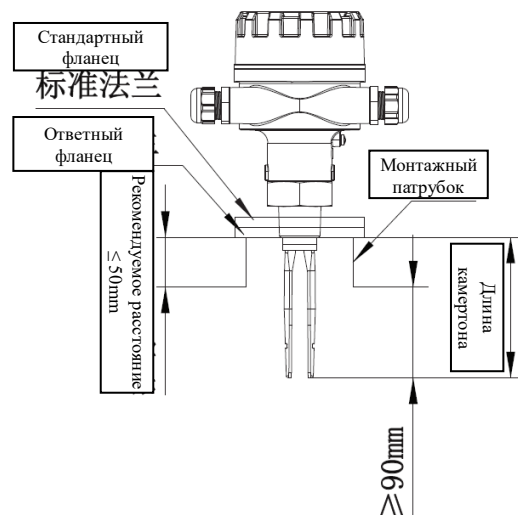 Стандартный
фланец
标准法兰
Ответный
фланец
Монтажный
патрубок
Рекомендуемое расстояние
≤50mm
Длина
камертона
≥90mm